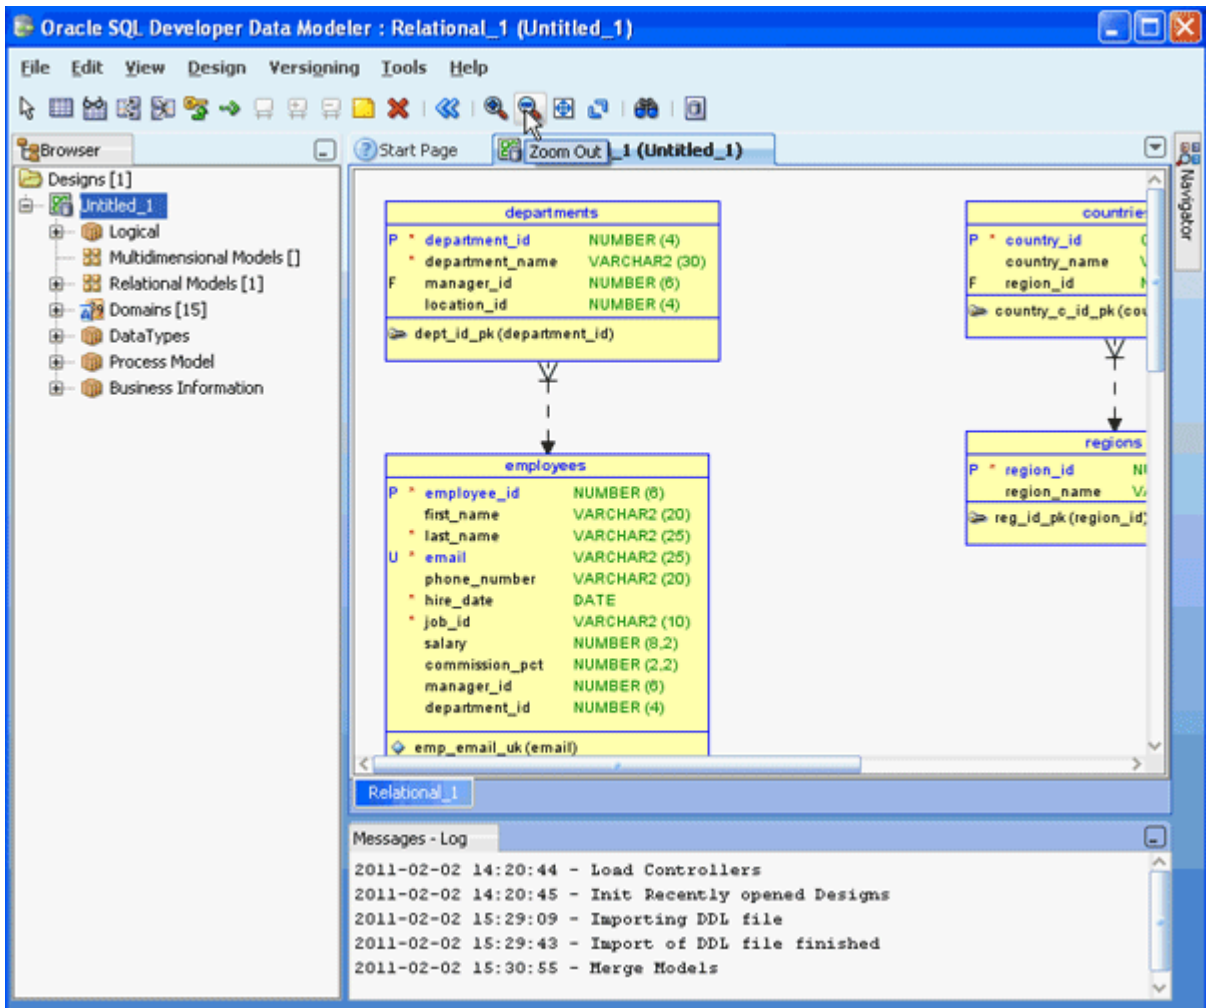 Oracle SQL Developer Data Modeler : Relational_1 (Untitled_1)
File Edit View Design Versioning Tools Help
Browser
Start Page
Zoom Out
_1 (Untitled_1)
Navigator
Designs [1]
Untitled_1
Logical
Multidimensional Models []
Relational Models [1]
Domains [15]
DataTypes
Process Model
Business Information
departments
P * department_id NUMBER (4)
* department_name VARCHAR2 (30)
F manager_id NUMBER (6)
location_id NUMBER (4)
dept_id_pk (department_id)
employees
P * employee_id NUMBER (6)
first_name VARCHAR2 (20)
* last_name VARCHAR2 (25)
U * email VARCHAR2 (25)
phone_number VARCHAR2 (20)
* hire_date DATE
* job_id VARCHAR2 (10)
salary NUMBER (8,2)
commission_pct NUMBER (2,2)
manager_id NUMBER (6)
department_id NUMBER (4)
emp_email_uk (email)
countrie
P * country_id
country_name
F region_id
country_c_id_pk (cou
regions
P * region_id
region_name
reg_id_pk (region_id)
Relational_1
Messages - Log
2011-02-02 14:20:44 - Load Controllers
2011-02-02 14:20:45 - Init Recently opened Designs
2011-02-02 15:29:09 - Importing DDL file
2011-02-02 15:29:43 - Import of DDL file finished
2011-02-02 15:30:55 - Merge Models